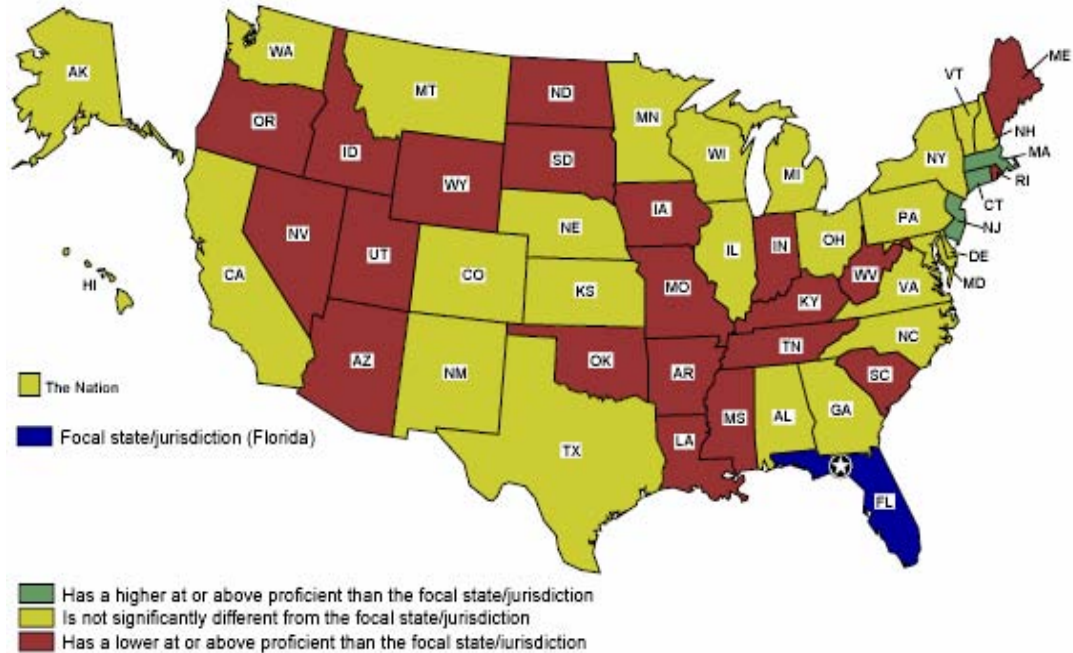 AK
WA
MT
ND
MN
VT
ME
OR
ID
SD
WI
MI
NY
NH
MA
WY
RI
IA
CT
NE
PA
NJ
NV
UT
IL
IN
OH
CA
CO
DE
HI
KS
MO
WV
VA
MD
KY
NC
TN
AZ
OK
NM
AR
SC
The Nation
MS
AL
GA
LA
Focal state/jurisdiction (Florida)
TX
FL
Has a higher at or above proficient than the focal state/jurisdiction
Is not significantly different from the focal state/jurisdiction
Has a lower at or above proficient than the focal state/jurisdiction